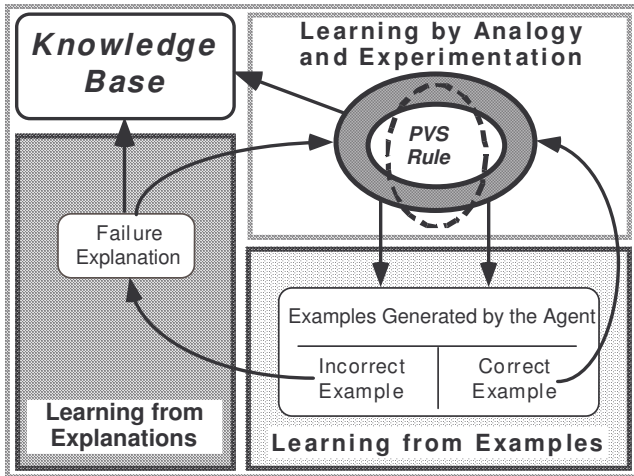 Knowledge
Base
Learning by Analogy
and Experimentation
PVS
Rule
Failure
Explanation
Examples Generated by the Agent
Incorrect
Example
Correct
Example
Learning from
Explanations
Learning from Examples